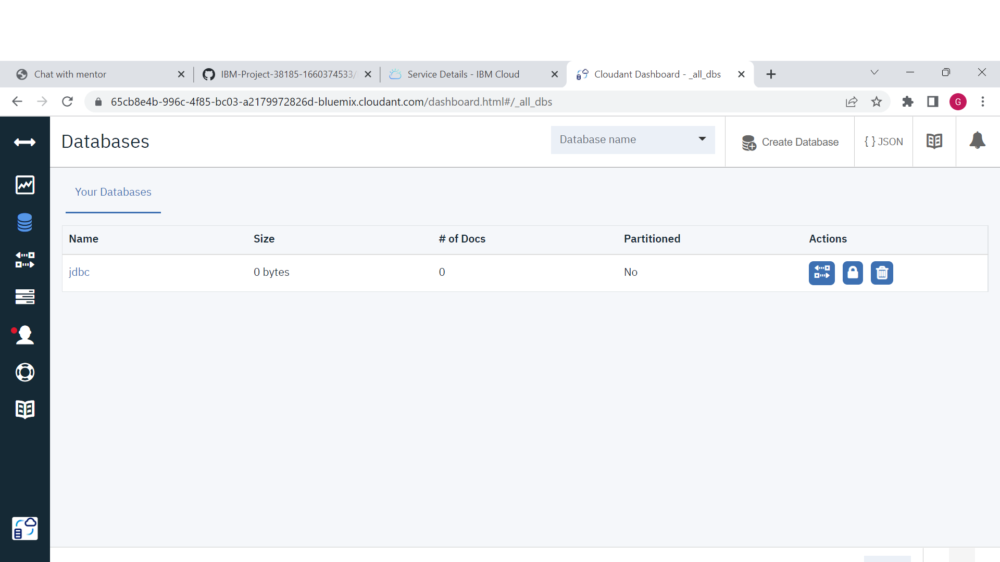 Chat with mentor
IBM-Project-38185-1660374533/
Service Details - IBM Cloud
Cloudant Dashboard - _all_dbs
65cb8e4b-996c-4f85-bc03-a2179972826d-bluemix.cloudant.com/dashboard.html#/_all_dbs
G
Databases
Database name
Create Database
{ } JSON
Your Databases
Name Size # of Docs Partitioned Actions
jdbc 0 bytes 0 No